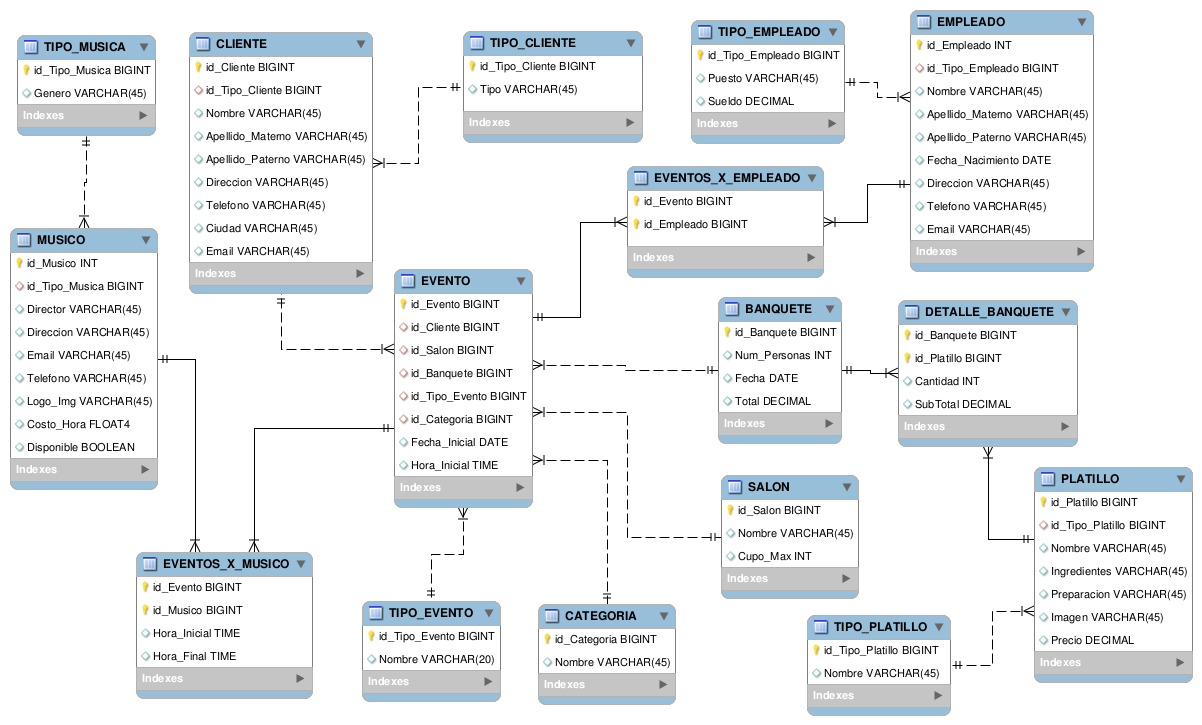 TIPO_MUSICA
id_Tipo_Musica BIGINT
Genero VARCHAR(45)
Indexes
CLIENTE
id_Cliente BIGINT
id_Tipo_Cliente BIGINT
Nombre VARCHAR(45)
Apellido_Materno VARCHAR(45)
Apellido_Paterno VARCHAR(45)
Direccion VARCHAR(45)
Telefono VARCHAR(45)
Ciudad VARCHAR(45)
Email VARCHAR(45)
Indexes
TIPO_CLIENTE
id_Tipo_Cliente BIGINT
Tipo VARCHAR(45)
Indexes
TIPO_EMPLEADO
id_Tipo_Empleado BIGINT
Puesto VARCHAR(45)
Sueldo DECIMAL
Indexes
EMPLEADO
id_Empleado INT
id_Tipo_Empleado BIGINT
Nombre VARCHAR(45)
Apellido_Materno VARCHAR(45)
Apellido_Paterno VARCHAR(45)
Fecha_Nacimiento DATE
Direccion VARCHAR(45)
Telefono VARCHAR(45)
Email VARCHAR(45)
Indexes
EVENTOS_X_EMPLEADO
id_Evento BIGINT
id_Empleado BIGINT
Indexes
MUSICO
id_Musico INT
id_Tipo_Musica BIGINT
Director VARCHAR(45)
Direccion VARCHAR(45)
Email VARCHAR(45)
Telefono VARCHAR(45)
Logo_Img VARCHAR(45)
Costo_Hora FLOAT4
Disponible BOOLEAN
Indexes
EVENTO
id_Evento BIGINT
id_Cliente BIGINT
id_Salon BIGINT
id_Banquete BIGINT
id_Tipo_Evento BIGINT
id_Categoria BIGINT
Fecha_Inicial DATE
Hora_Inicial TIME
Indexes
BANQUETE
id_Banquete BIGINT
Num_Personas INT
Fecha DATE
Total DECIMAL
Indexes
DETALLE_BANQUETE
id_Banquete BIGINT
id_Platillo BIGINT
Cantidad INT
SubTotal DECIMAL
Indexes
SALON
id_Salon BIGINT
Nombre VARCHAR(45)
Cupo_Max INT
Indexes
PLATILLO
id_Platillo BIGINT
id_Tipo_Platillo BIGINT
Nombre VARCHAR(45)
Ingredientes VARCHAR(45)
Preparacion VARCHAR(45)
Imagen VARCHAR(45)
Precio DECIMAL
Indexes
EVENTOS_X_MUSICO
id_Evento BIGINT
id_Musico BIGINT
Hora_Inicial TIME
Hora_Final TIME
Indexes
TIPO_EVENTO
id_Tipo_Evento BIGINT
Nombre VARCHAR(20)
Indexes
CATEGORIA
id_Categoria BIGINT
Nombre VARCHAR(45)
Indexes
TIPO_PLATILLO
id_Tipo_Platillo BIGINT
Nombre VARCHAR(45)
Indexes